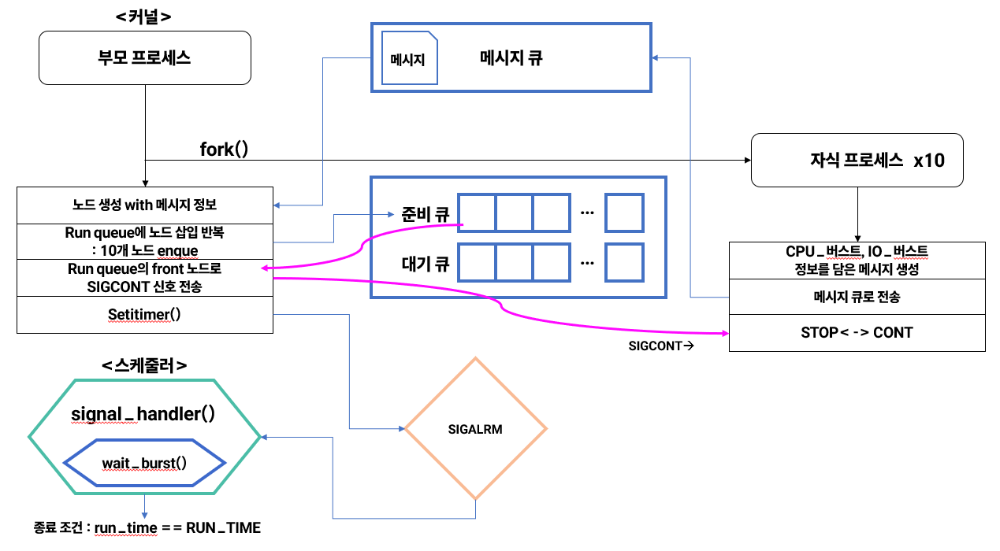 <커널>
부모 프로세스
메시지
메시지 큐
fork()
자식 프로세스 x10
노드 생성 with 메시지 정보
Run queue에 노드 삽입 반복
: 10개 노드 enque
Run queue의 front 노드로
SIGCONT 신호 전송
Setitimer()
준비 큐
...
대기 큐
...
CPU_버스트, IO_버스트
정보를 담은 메시지 생성
메시지 큐로 전송
STOP< -> CONT
SIGCONT→
<스케줄러>
signal_handler()
wait_burst()
SIGALRM
종료 조건 : run_time == RUN_TIME